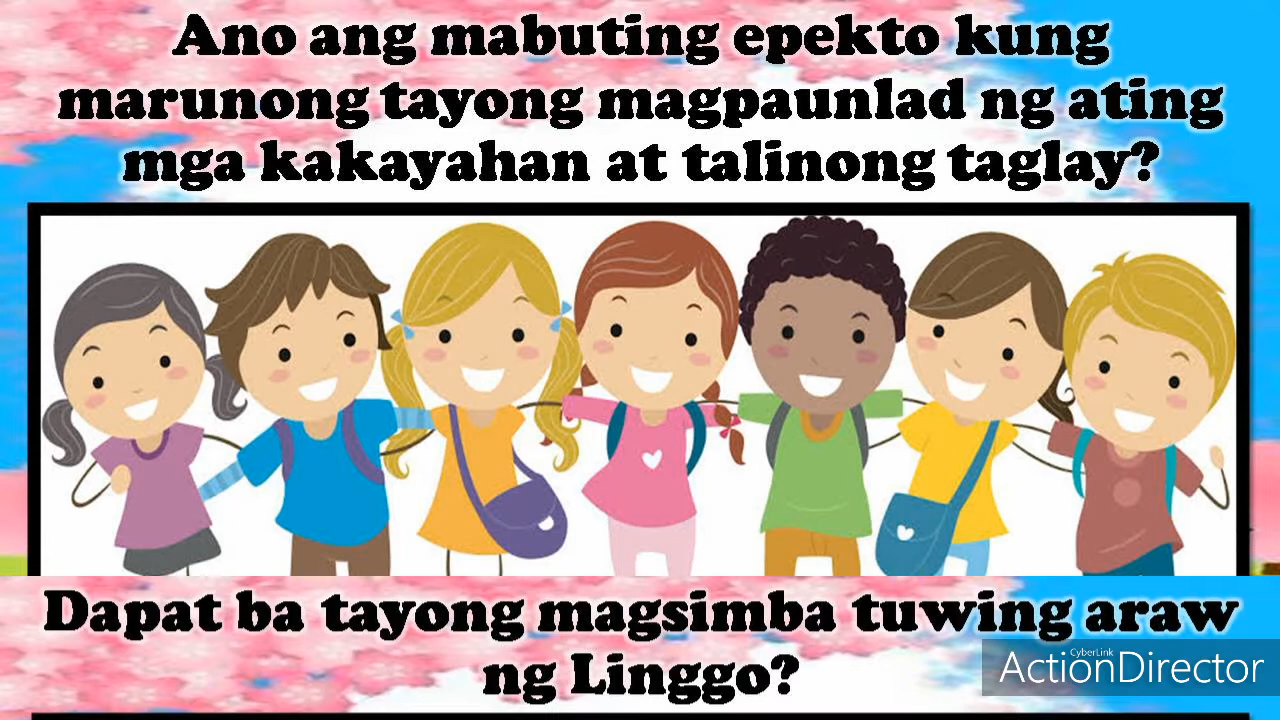 Ano ang mabuting epekto kung
marunong tayong magpaunlad ng ating
mga kakayahan at talinong taglay?
Dapat ba tayong magsimba tuwing araw
ng Linggo?
CyberLink
ActionDirector